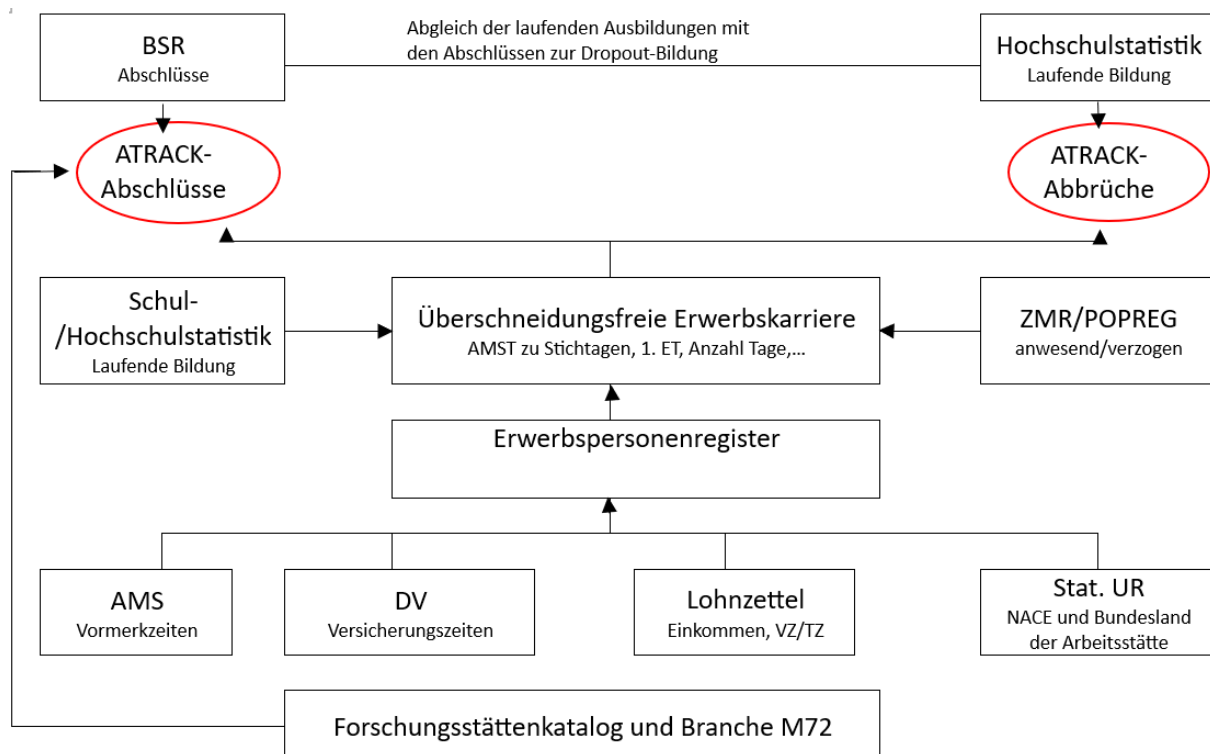 BSR
Abschlüsse
Abgleich der laufenden Ausbildungen mit
den Abschlüssen zur Dropout-Bildung
Hochschulstatistik
Laufende Bildung
ATRACK-
Abschlüsse
ATRACK-
Abbrüche
Schul-
/Hochschulstatistik
Laufende Bildung
Überschneidungsfreie Erwerbskarriere
AMST zu Stichtagen, 1. ET, Anzahl Tage,...
ZMR/POPREG
anwesend/verzogen
Erwerbspersonenregister
AMS
Vormerkzeiten
DV
Versicherungszeiten
Lohnzettel
Einkommen, VZ/TZ
Stat. UR
NACE und Bundesland
der Arbeitsstätte
Forschungsstättenkatalog und Branche M72